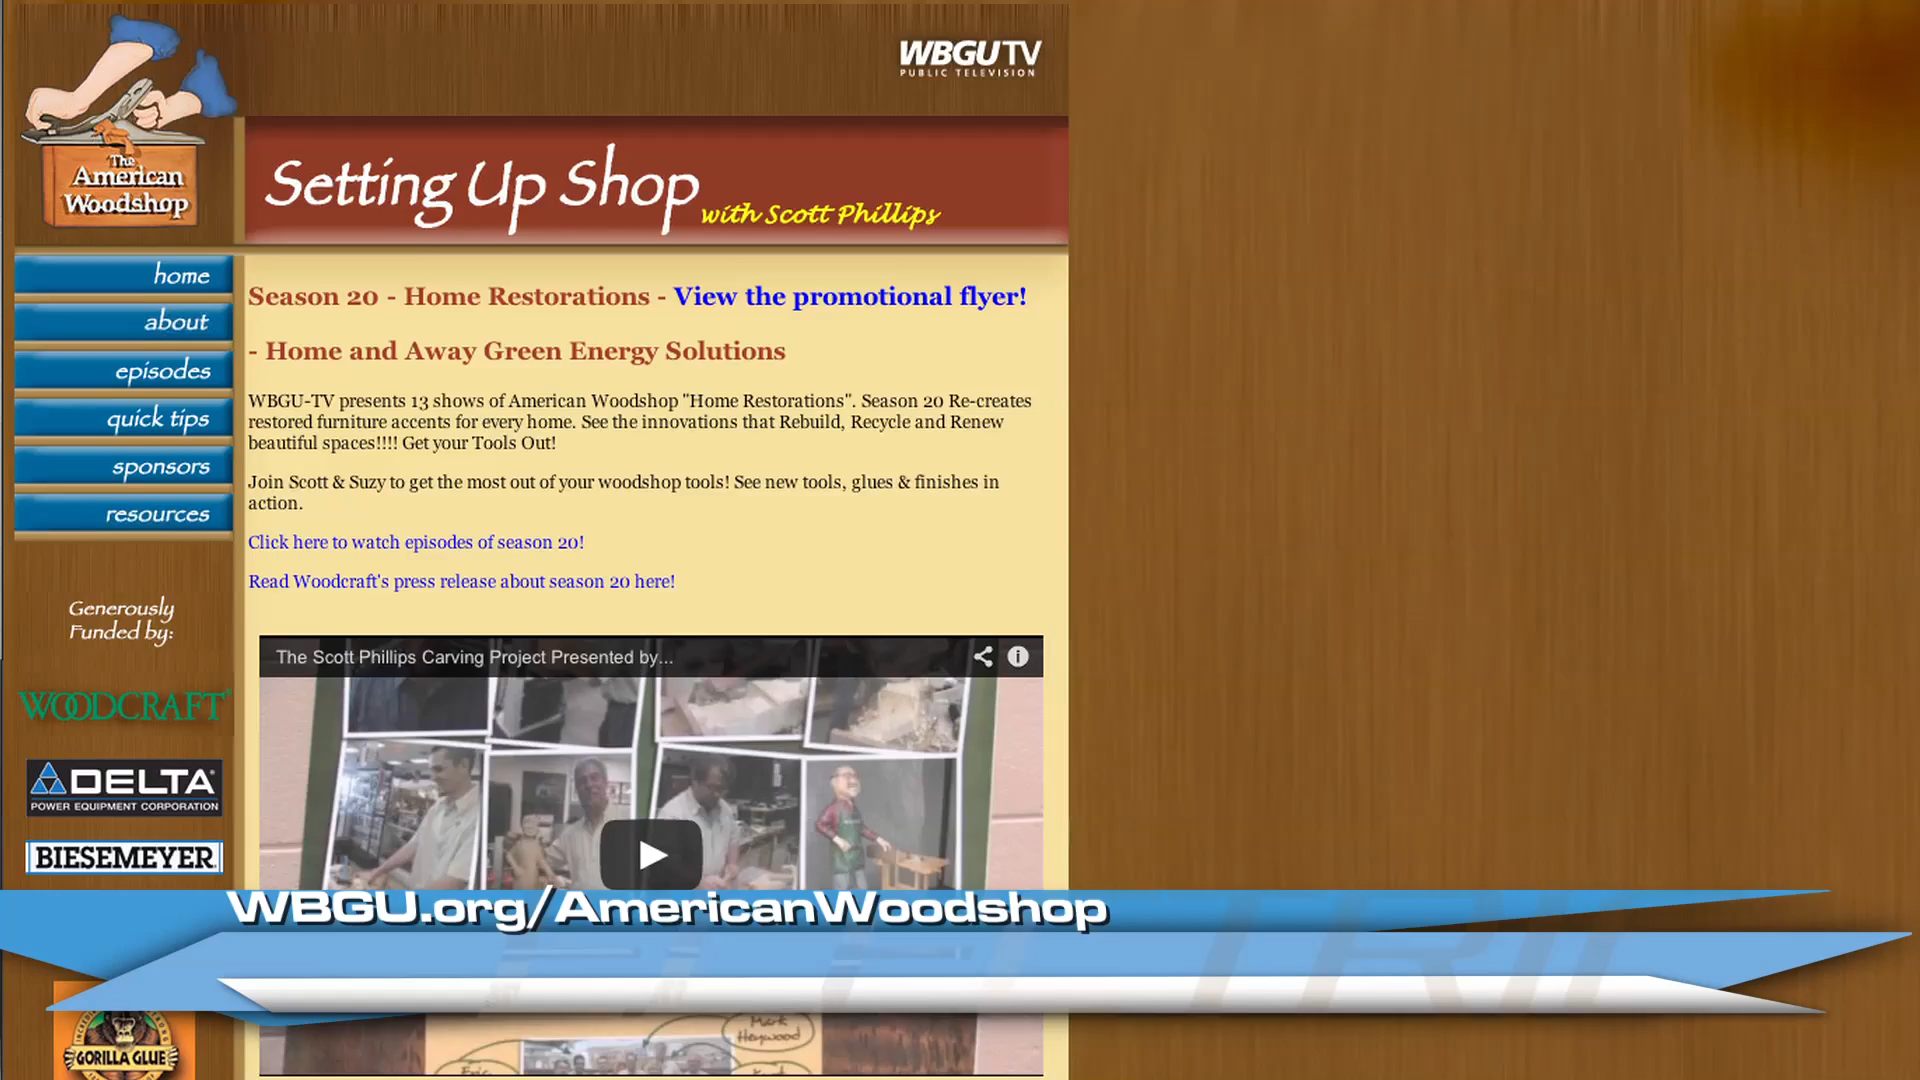 WBGU TV
PUBLIC TELEVISION
The
American
Woodshop
Setting Up Shop
with Scott Phillips
home
about
episodes
quick tips
sponsors
resources
Generously
Funded by:
WOODCRAFT®
DELTA®
POWER EQUIPMENT CORPORATION
BIESEMEYER
GORILLA GLUE
Season 20 - Home Restorations - View the promotional flyer!
- Home and Away Green Energy Solutions
WBGU-TV presents 13 shows of American Woodshop "Home Restorations". Season 20 Re-creates
restored furniture accents for every home. See the innovations that Rebuild, Recycle and Renew
beautiful spaces!!!! Get your Tools Out!
Join Scott & Suzy to get the most out of your woodshop tools! See new tools, glues & finishes in
action.
Click here to watch episodes of season 20!
Read Woodcraft's press release about season 20 here!
The Scott Phillips Carving Project Presented by...
Mark
Heywood
WBGU.org/AmericanWoodshop